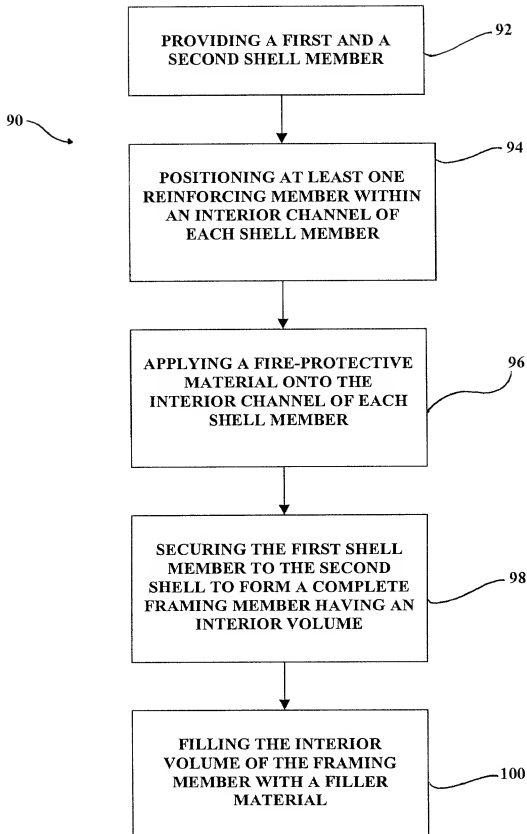 PROVIDING A FIRST AND A
SECOND SHELL MEMBER
92
90
POSITIONING AT LEAST ONE
REINFORCING MEMBER WITHIN
AN INTERIOR CHANNEL OF
EACH SHELL MEMBER
94
APPLYING A FIRE-PROTECTIVE
MATERIAL ONTO THE
INTERIOR CHANNEL OF EACH
SHELL MEMBER
96
SECURING THE FIRST SHELL
MEMBER TO THE SECOND
SHELL TO FORM A COMPLETE
FRAMING MEMBER HAVING AN
INTERIOR VOLUME
98
FILLING THE INTERIOR
VOLUME OF THE FRAMING
MEMBER WITH A FILLER
MATERIAL
100